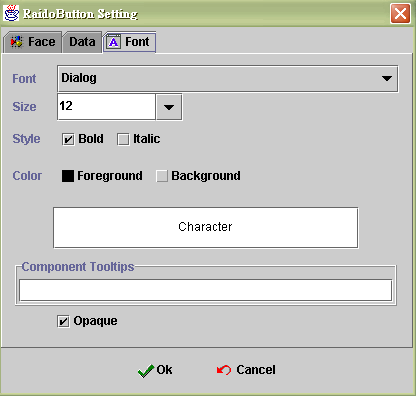 RaidoButton Setting
Face Data Font
Font Dialog
Size 12
Style Bold Italic
Color Foreground Background
Character
Component Tooltips
Opaque
Ok Cancel